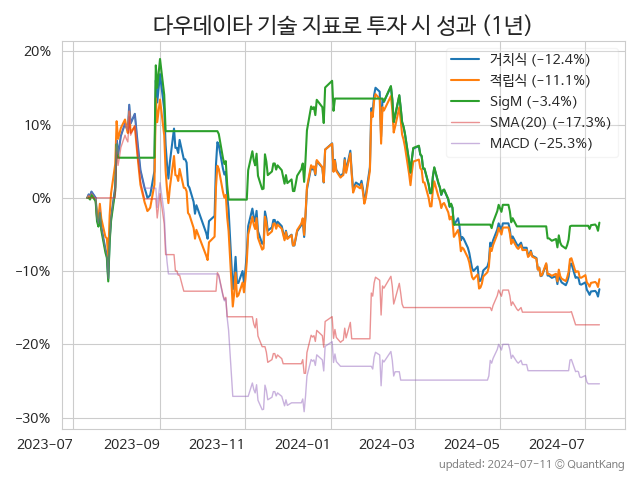 다우데이타 기술 지표로 투자 시 성과 (1년)
거치식 (−12.4%)
적립식 (−11.1%)
SigM (−3.4%)
SMA(20) (−17.3%)
MACD (−25.3%)
20%
10%
0%
−10%
−20%
−30%
2023-07 2023-09 2023-11 2024-01 2024-03 2024-05 2024-07
updated: 2024-07-11 © QuantKang